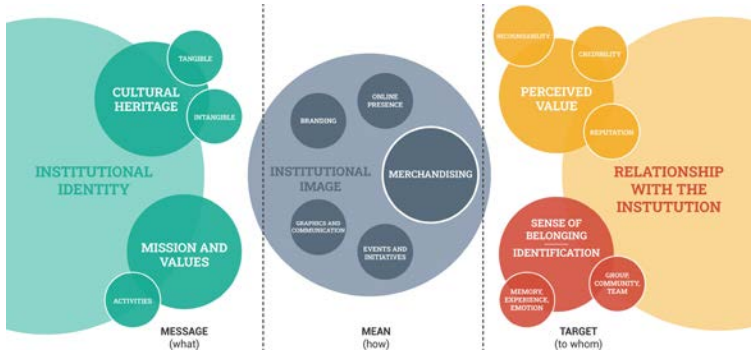 TANGIBLE
CULTURAL
HERITAGE
INTANGIBLE
INSTITUTIONAL
IDENTITY
MISSION AND
VALUES
ACTIVITIES
MESSAGE
(what)
ONLINE
PRESENCE
BRANDING
INSTITUTIONAL
IMAGE
MERCHANDISING
GRAPHICS AND
COMMUNICATION
EVENTS AND
INITIATIVES
MEAN
(how)
CREDIBILITY
PERCEIVED
VALUE
REPUTATION
RELATIONSHIP
WITH THE
INSTUTUTION
SENSE OF
BELONGING
IDENTIFICATION
GROUP,
COMMUNITY,
TEAM
MEMORY,
EXPERIENCE,
EMOTION
TARGET
(to whom)